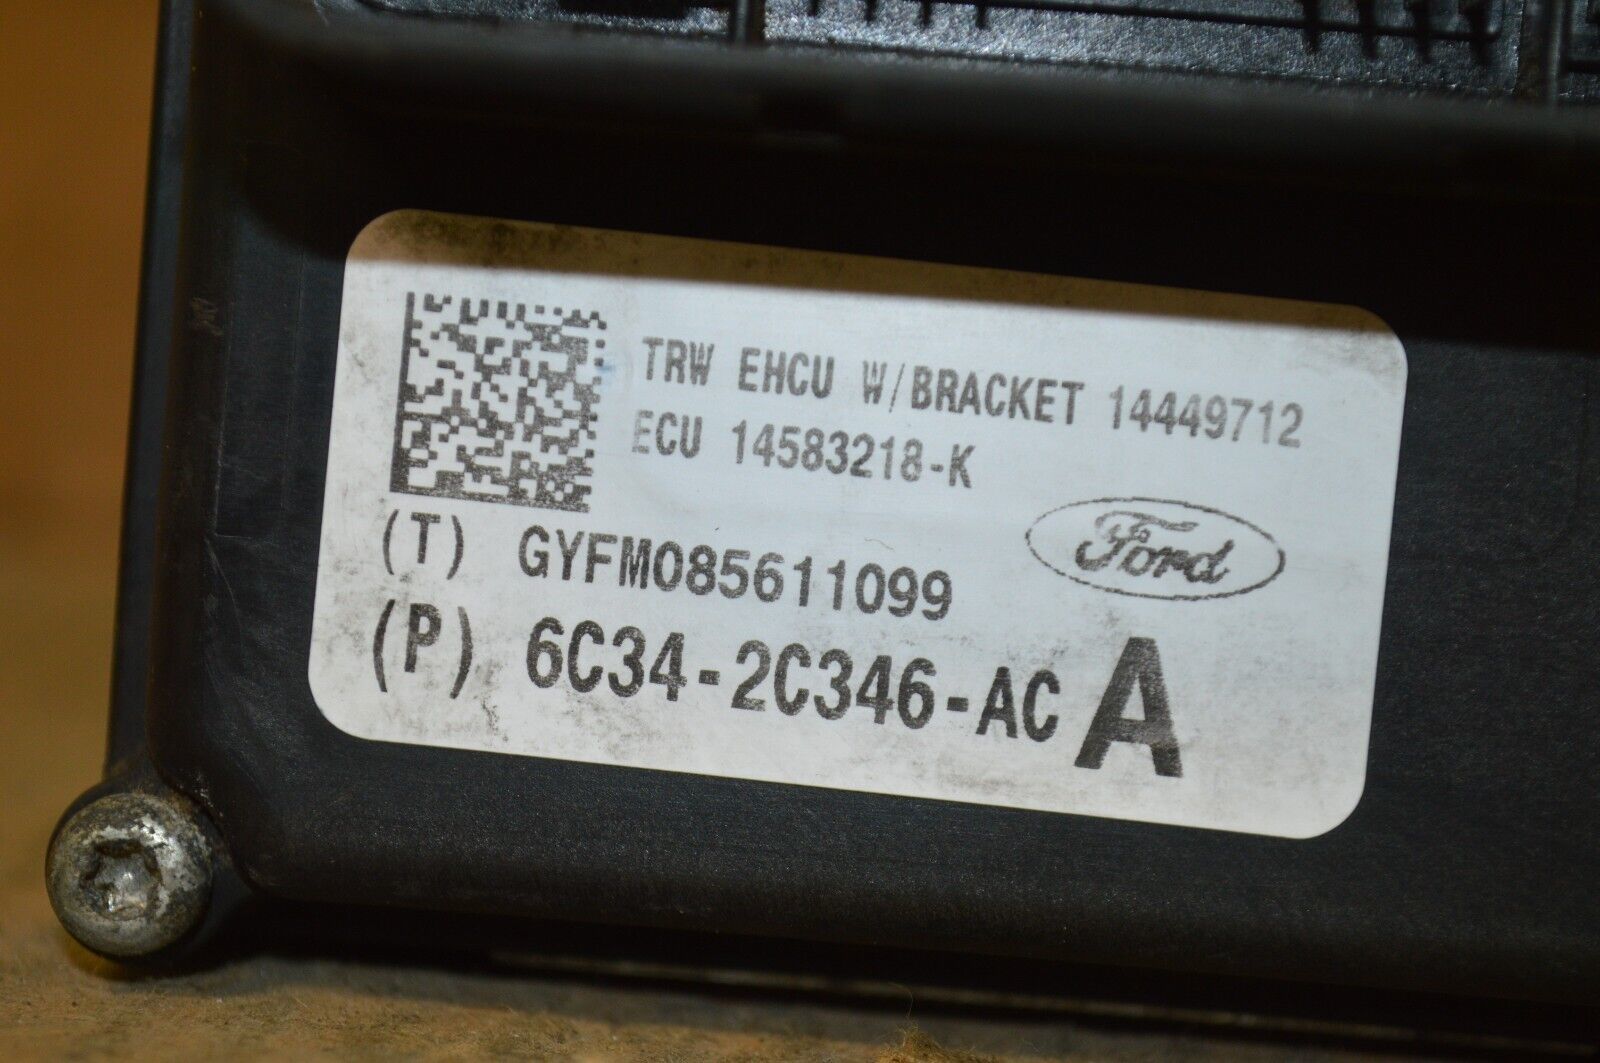 TRW EHCU W/BRACKET 14449712
ECU 14583218-K
Ford
(T) GYFM085611099
(P) 6C34-2C346-AC A